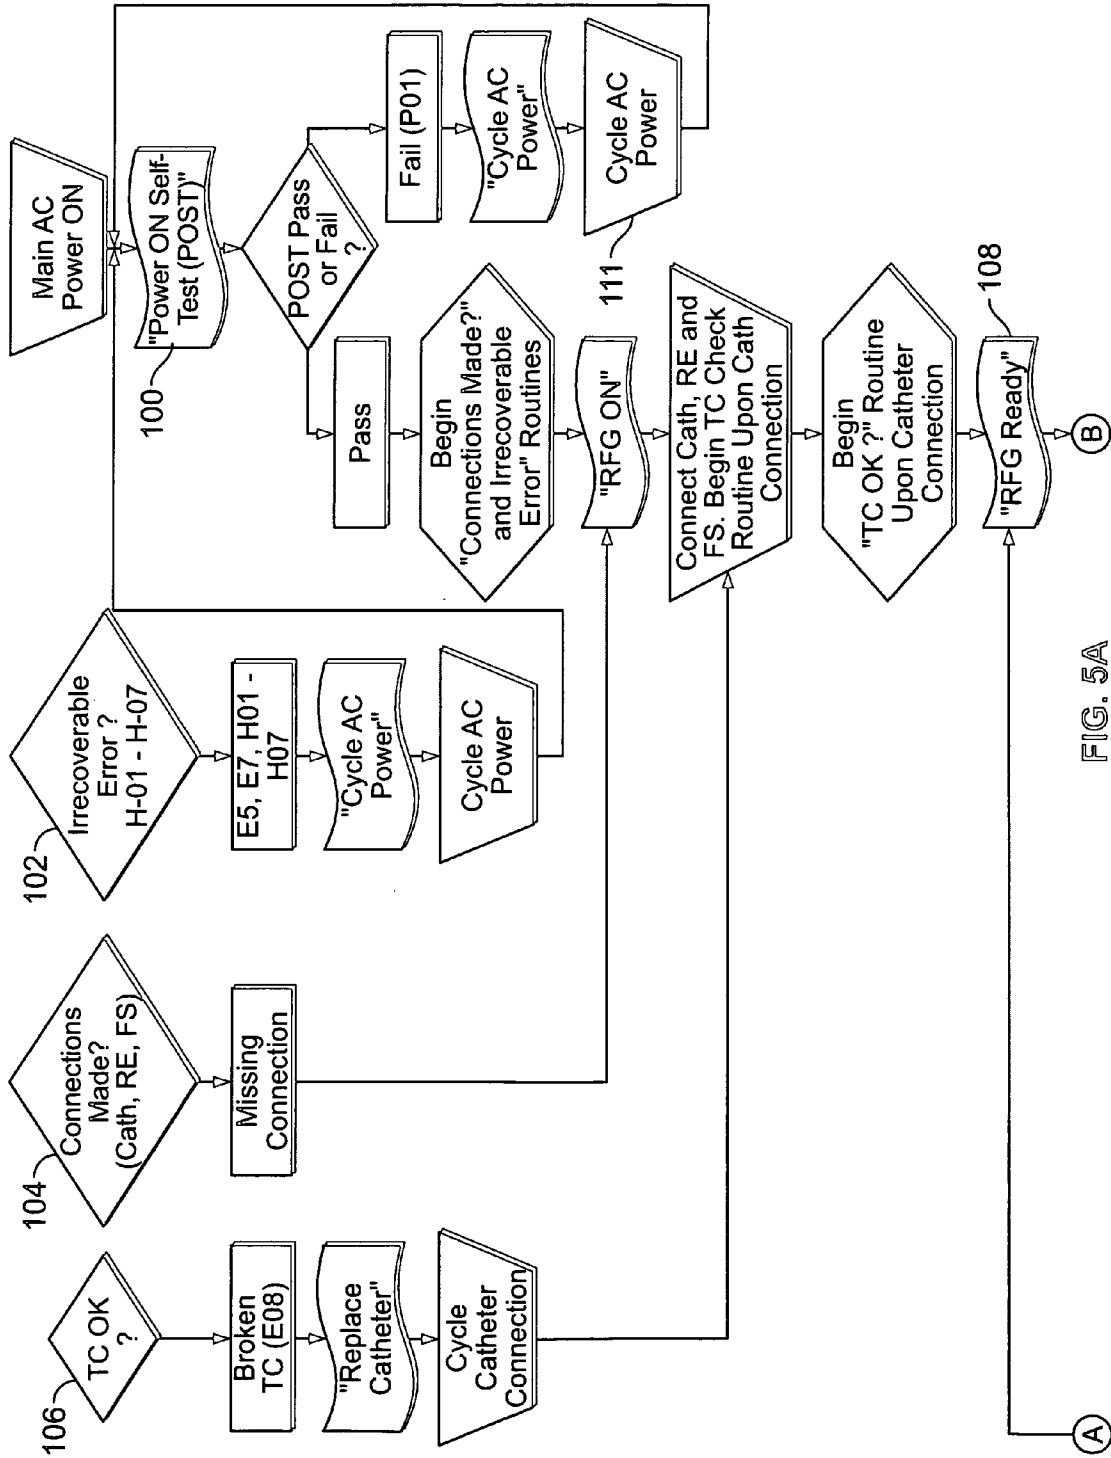 106
TC OK
?
Broken
TC (E08)
"Replace
Catheter"
Cycle
Catheter
Connection
104
Connections
Made?
(Cath, RE, FS)
Missing
Connection
102
Irrecoverable
Error ?
H-01 - H-07
E5, E7, H01 -
H07
"Cycle AC
Power"
Cycle AC
Power
Main AC
Power ON
"Power ON Self-
Test (POST)"
100
POST Pass
or Fail
?
Pass
Fail (P01)
"Cycle AC
Power"
Cycle AC
Power
111
Begin
"Connections Made?"
and Irrecoverable
Error" Routines
"RFG ON"
Connect Cath, RE and
FS. Begin TC Check
Routine Upon Cath
Connection
Begin
"TC OK ?" Routine
Upon Catheter
Connection
108
"RFG Ready"
A
B
FIG. 5A